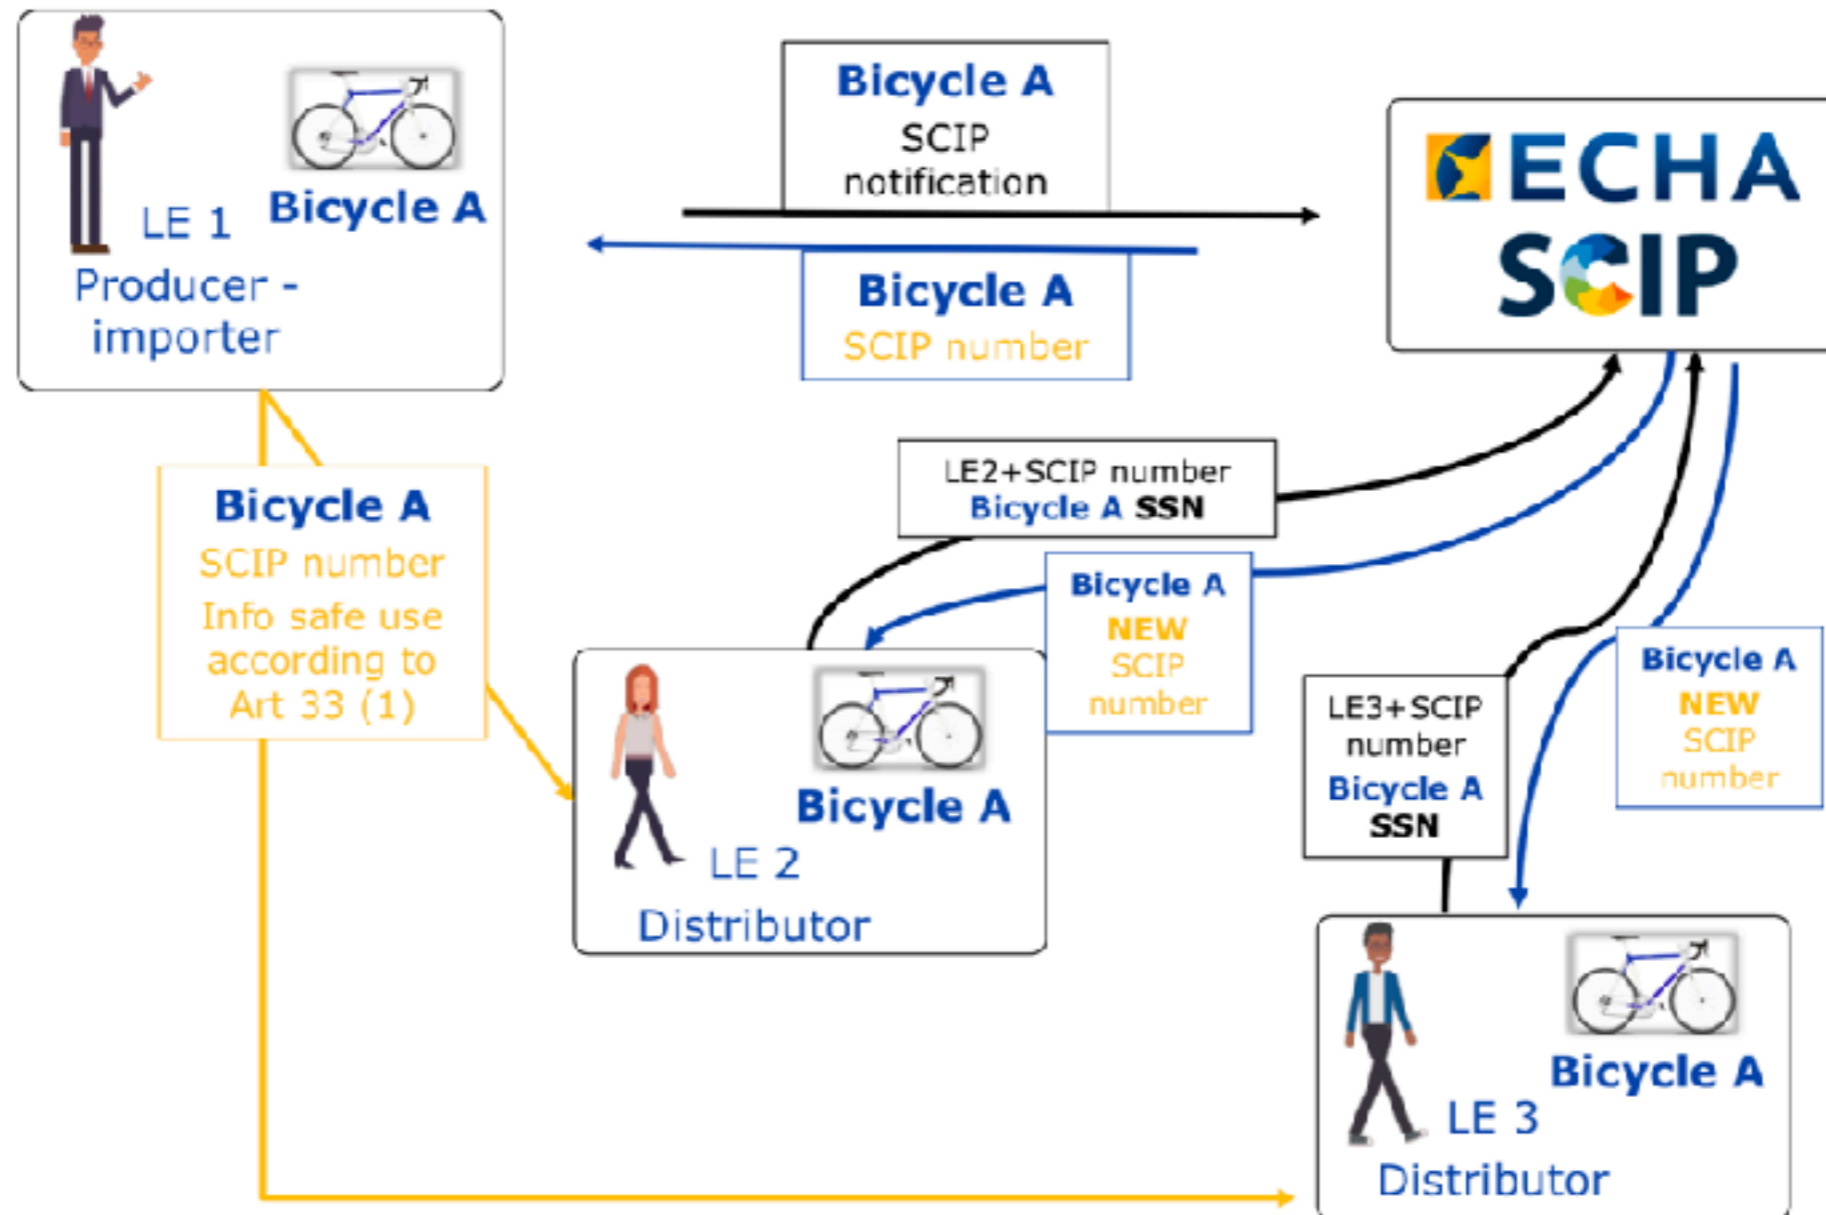 Bicycle A
LE 1
Producer -
importer
Bicycle A
SCIP
notification
Bicycle A
SCIP number
ECHA
SCIP
Bicycle A
SCIP number
Info safe use
according to
Art 33 (1)
LE2+SCIP number
Bicycle A SSN
Bicycle A
NEW
SCIP
number
Bicycle A
LE 2
Distributor
LE3+SCIP
number
Bicycle A
SSN
Bicycle A
NEW
SCIP
number
Bicycle A
LE 3
Distributor